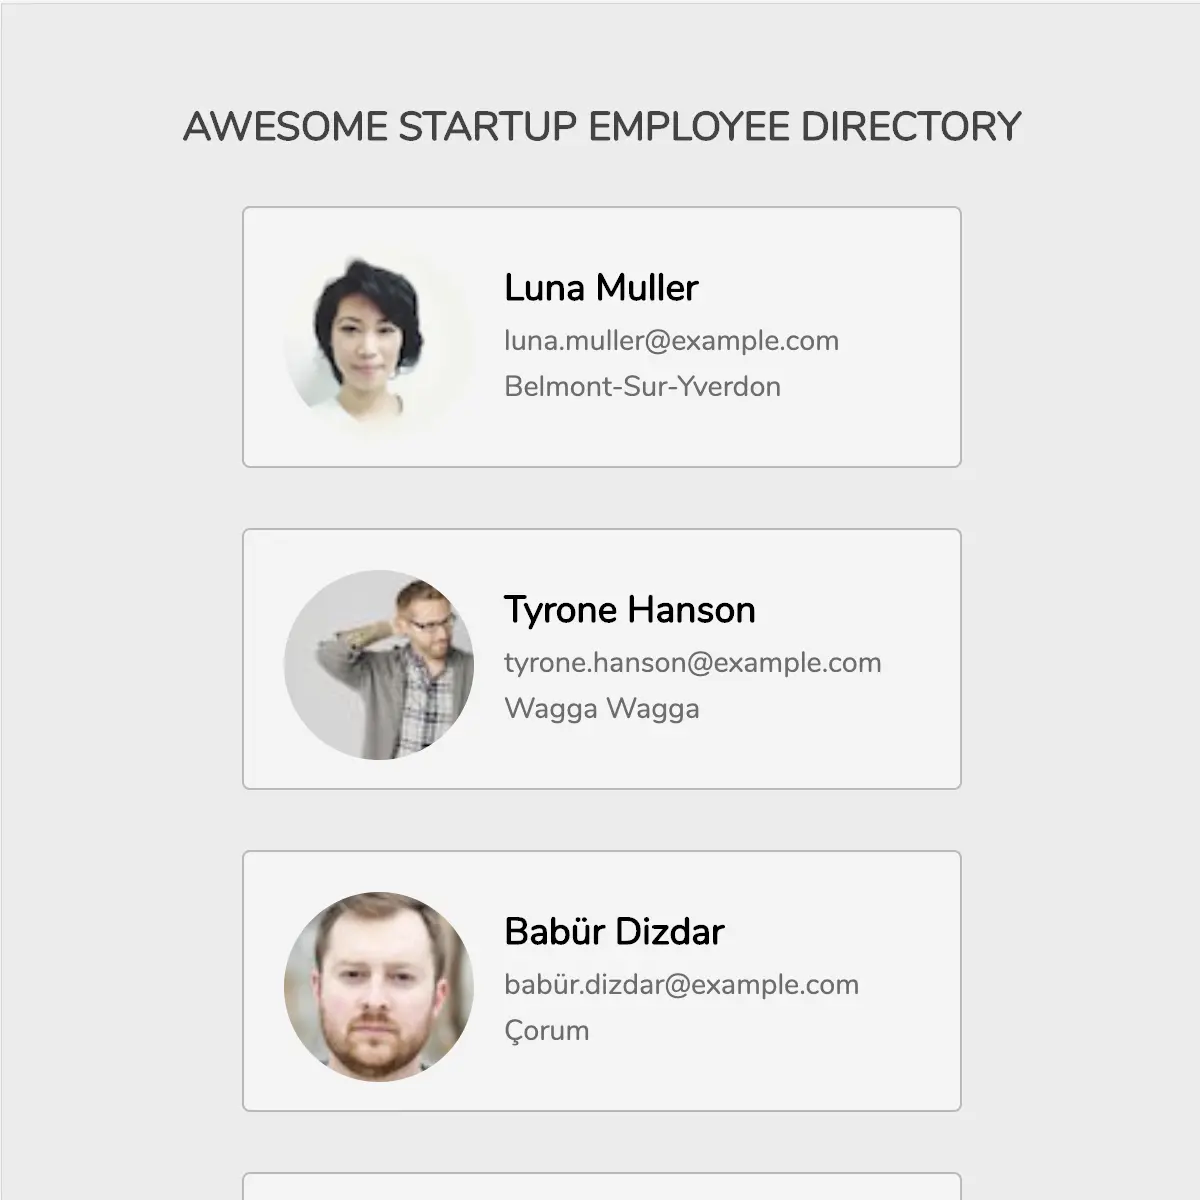 AWESOME STARTUP EMPLOYEE DIRECTORY
Luna Muller
luna.muller@example.com
Belmont-Sur-Yverdon
Tyrone Hanson
tyrone.hanson@example.com
Wagga Wagga
Babür Dizdar
babür.dizdar@example.com
Çorum